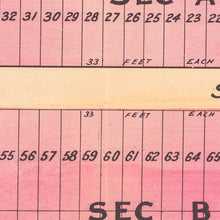 SEC A
32 31 30 29 28 27 26 25 24 23 22
33 FEET EACH
S
33 FEET EACH
55 56 57 58 59 60 61 62 63 64 65
SEC B